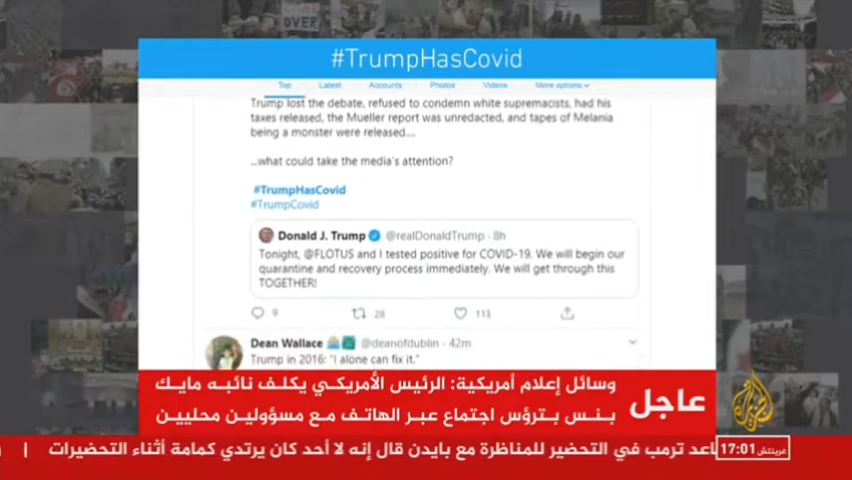 OVER
#TrumpHasCovid
Top Latest Accounts Photos Videos More options
Trump lost the debate, refused to condemn white supremacists, had his
taxes released, the Mueller report was unredacted, and tapes of Melania
being a monster were released....
...what could take the media's attention?
#TrumpHasCovid
#TrumpCovid
Donald J. Trump @realDonaldTrump · 8h
Tonight, @FLOTUS and I tested positive for COVID-19. We will begin our
quarantine and recovery process immediately. We will get through this
TOGETHER!
9 28 113
Dean Wallace @deanofdublin · 42m
Trump in 2016: "I alone can fix it."
عاجل
وسائل إعلام أمريكية: الرئيس الأمريكي يكلف نائبه مايك
بنس بترؤس اجتماع عبر الهاتف مع مسؤولين محليين
الجزيرة
غرينتش 17:01
ترمب في التحضير للمناظرة مع بايدن قال إنه لا أحد كان يرتدي كمامة أثناء التحضيرات |